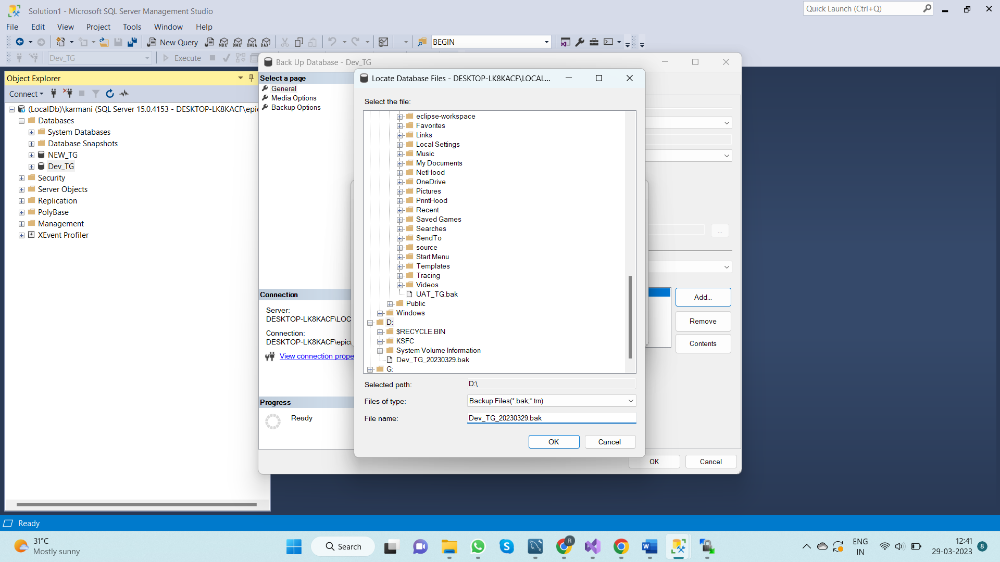 Solution1 - Microsoft SQL Server Management Studio
Quick Launch (Ctrl+Q)
File Edit View Project Tools Window Help
New Query MDX DMX XMLA DAX BEGIN
Dev_TG Execute
Object Explorer
Connect
(LocalDb)\karmani (SQL Server 15.0.4153 - DESKTOP-LK8KACF\epic
Databases
System Databases
Database Snapshots
NEW_TG
Dev_TG
Security
Server Objects
Replication
PolyBase
Management
XEvent Profiler
Back Up Database - Dev_TG
Select a page
General
Media Options
Backup Options
Connection
Server:
DESKTOP-LK8KACF\LOC
Connection:
DESKTOP-LK8KACF\epic
View connection prope
Progress
Ready
Locate Database Files - DESKTOP-LK8KACF\LOCAL...
Select the file:
eclipse-workspace
Favorites
Links
Local Settings
Music
My Documents
NetHood
OneDrive
Pictures
PrintHood
Recent
Saved Games
Searches
SendTo
source
Start Menu
Templates
Tracing
Videos
UAT_TG.bak
Public
Windows
D:
$RECYCLE.BIN
KSFC
System Volume Information
Dev_TG_20230329.bak
G:
Selected path: D:\
Files of type: Backup Files(*.bak;*.trn)
File name: Dev_TG_20230329.bak
OK Cancel
...
Add...
Remove
Contents
OK Cancel
Ready
31°C
Mostly sunny
Search
R
W
ENG
IN
12:41
29-03-2023
8